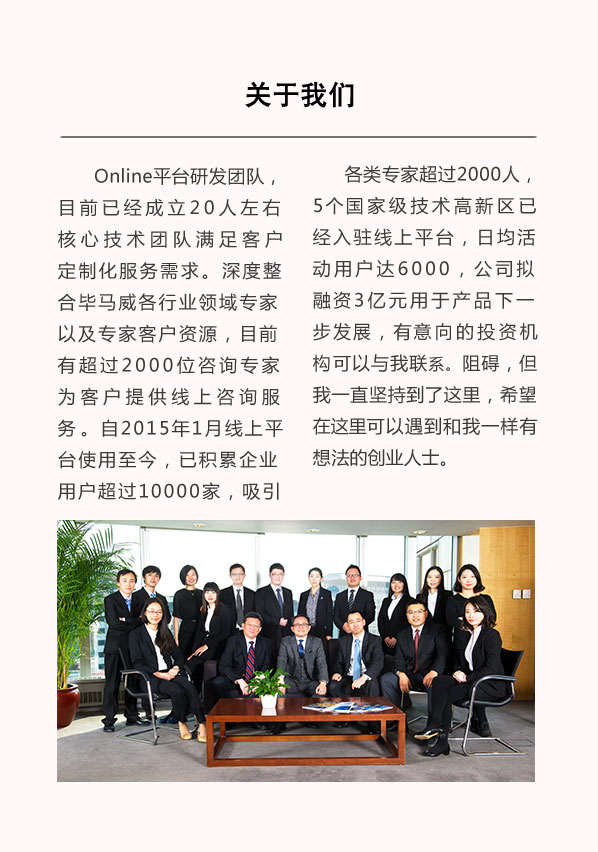 关于我们
Online平台研发团队，
目前已经成立20人左右
核心技术团队满足客户
定制化服务需求。深度整
合毕马威各行业领域专家
以及专家客户资源，目前
有超过2000位咨询专家
为客户提供线上咨询服
务。自2015年1月线上平
台使用至今，已积累企业
用户超过10000家，吸引
各类专家超过2000人，
5个国家级技术高新区已
经入驻线上平台，日均活
动用户达6000，公司拟
融资3亿元用于产品下一
步发展，有意向的投资机
构可以与我联系。阻碍，但
我一直坚持到了这里，希望
在这里可以遇到和我一样有
想法的创业人士。